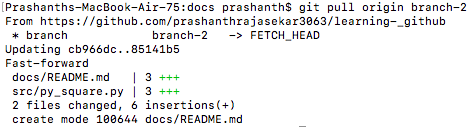 [Prashanths-MacBook-Air-75:docs prashanth$ git pull origin branch-2
From https://github.com/prashanthrajasekar3063/learning-_github
 * branch            branch-2   -> FETCH_HEAD
Updating cb966dc..85141b5
Fast-forward
 docs/README.md   | 3 +++
 src/py_square.py | 3 +++
 2 files changed, 6 insertions(+)
 create mode 100644 docs/README.md